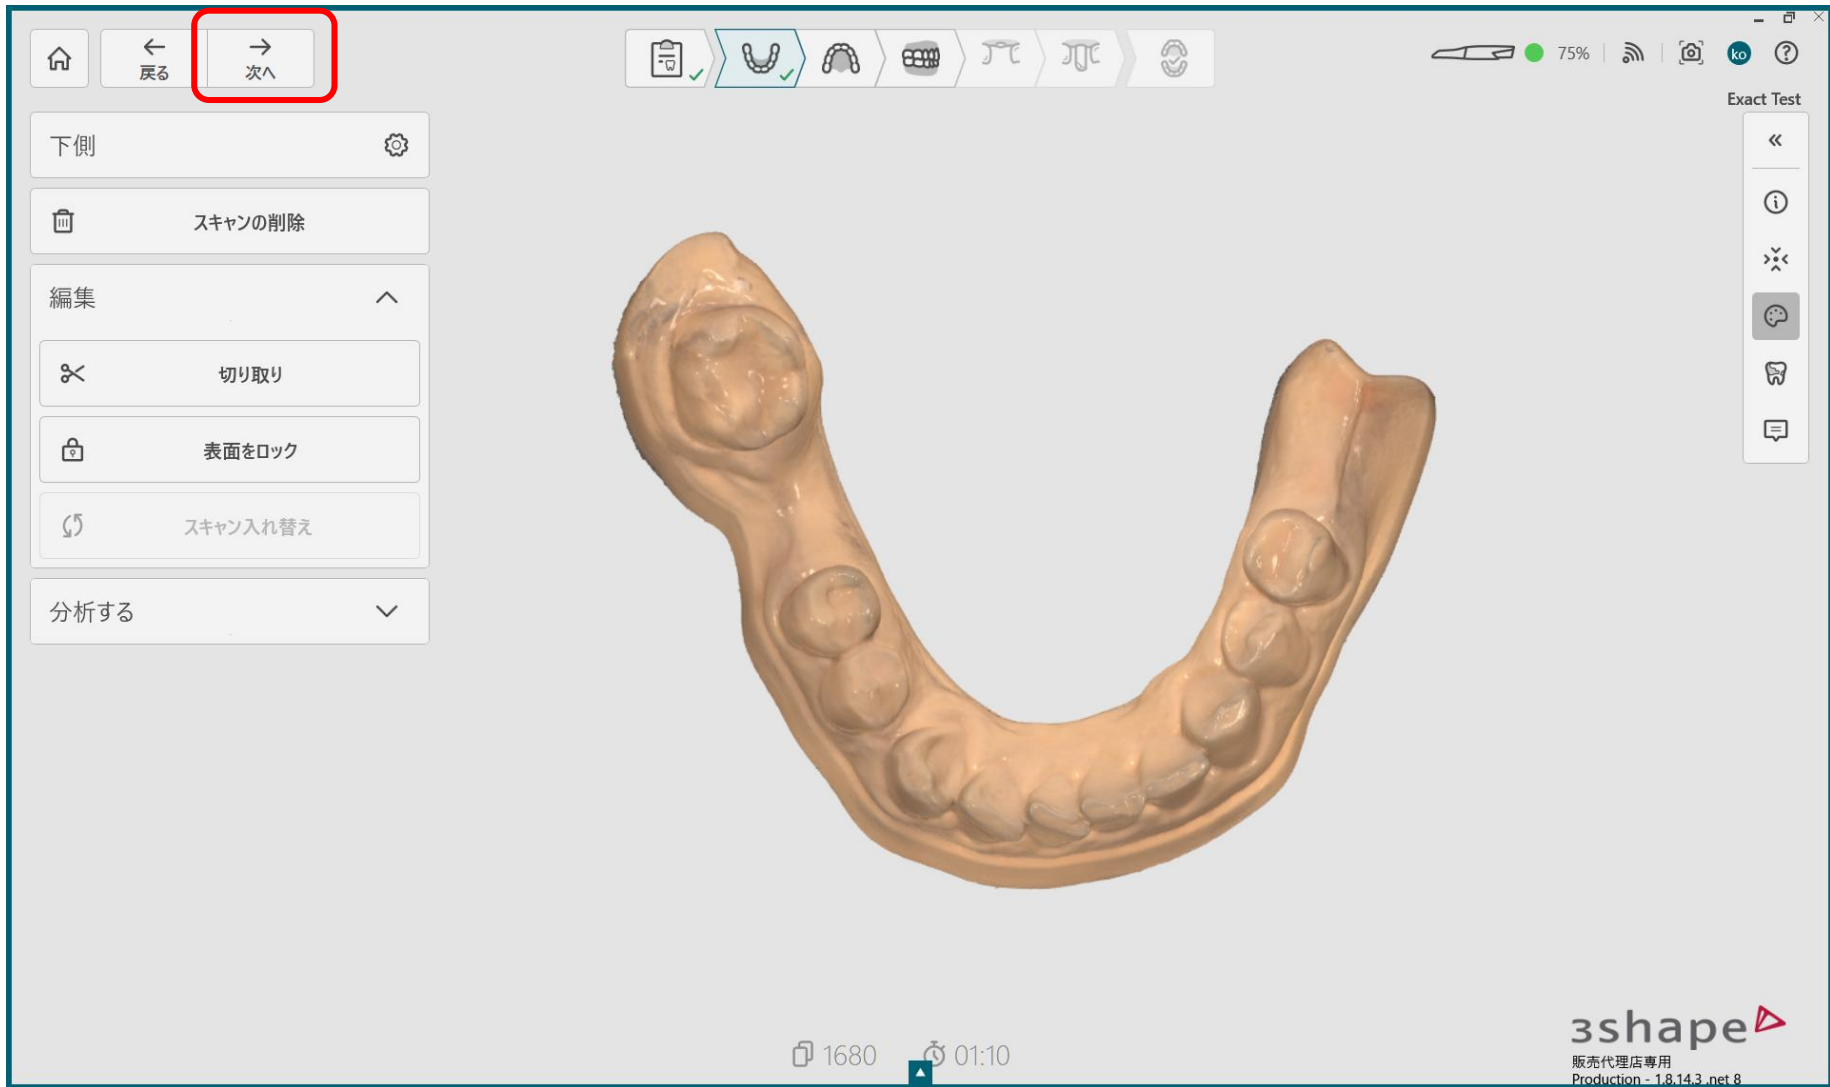 戻る
次へ
75%
ko
Exact Test
下側
スキャンの削除
編集
切り取り
表面をロック
スキャン入れ替え
分析する
1680
01:10
3shape
販売代理店専用
Production - 1.8.14.3 .net 8